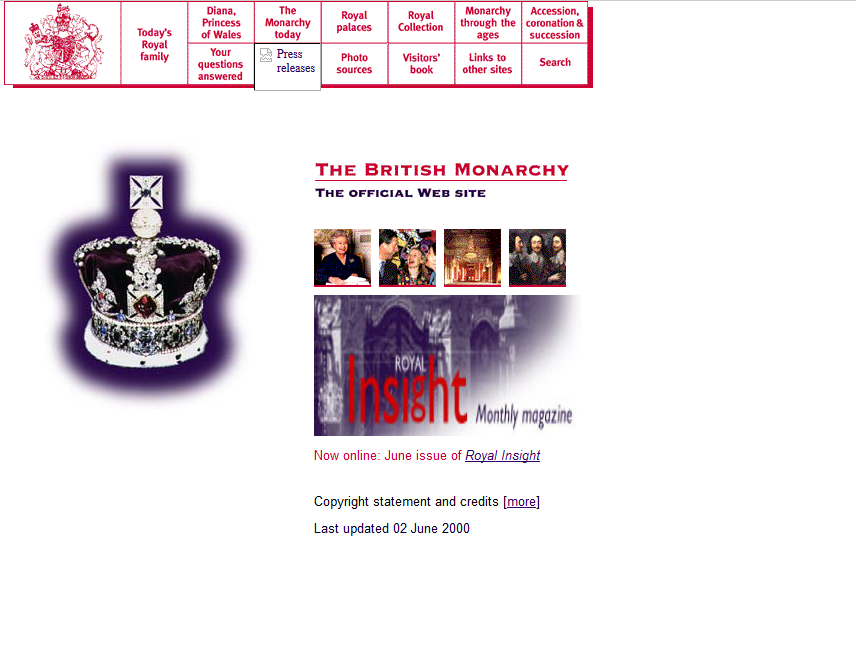 Today's
Royal
family
Diana,
Princess
of Wales
The
Monarchy
today
Royal
palaces
Royal
Collection
Monarchy
through the
ages
Accession,
coronation &
succession
Your
questions
answered
Press
releases
Photo
sources
Visitors'
book
Links to
other sites
Search
The British Monarchy
The official Web site
ROYAL
Insight
Monthly magazine
Now online: June issue of Royal Insight
Copyright statement and credits [more]
Last updated 02 June 2000